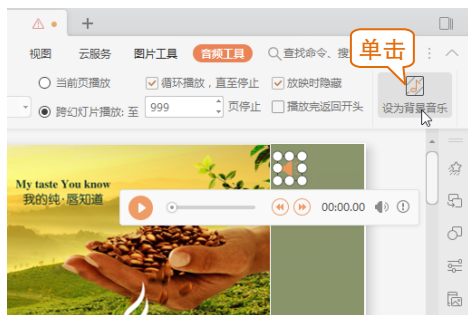 单击
视图 云服务 图片工具 音频工具 查找命令、搜
当前页播放 循环播放，直至停止 放映时隐藏
跨幻灯片播放: 至 999 页停止 播放完返回开头
设为背景音乐
My taste You know
我的纯·唇知道
00:00.00